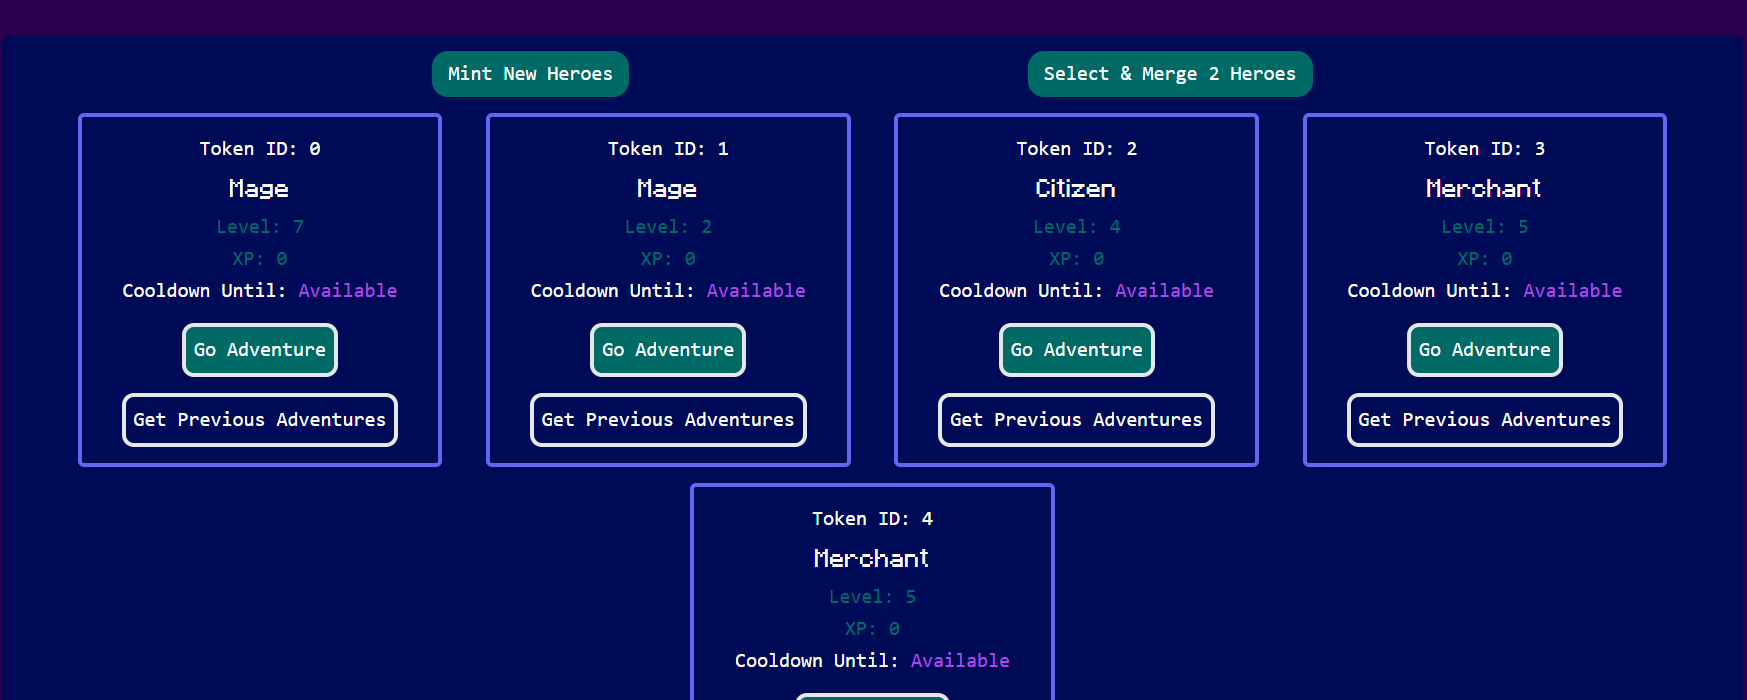 Mint New Heroes
Select & Merge 2 Heroes
Token ID: 0
Mage
Level: 7
XP: 0
Cooldown Until: Available
Go Adventure
Get Previous Adventures
Token ID: 1
Mage
Level: 2
XP: 0
Cooldown Until: Available
Go Adventure
Get Previous Adventures
Token ID: 2
Citizen
Level: 4
XP: 0
Cooldown Until: Available
Go Adventure
Get Previous Adventures
Token ID: 3
Merchant
Level: 5
XP: 0
Cooldown Until: Available
Go Adventure
Get Previous Adventures
Token ID: 4
Merchant
Level: 5
XP: 0
Cooldown Until: Available